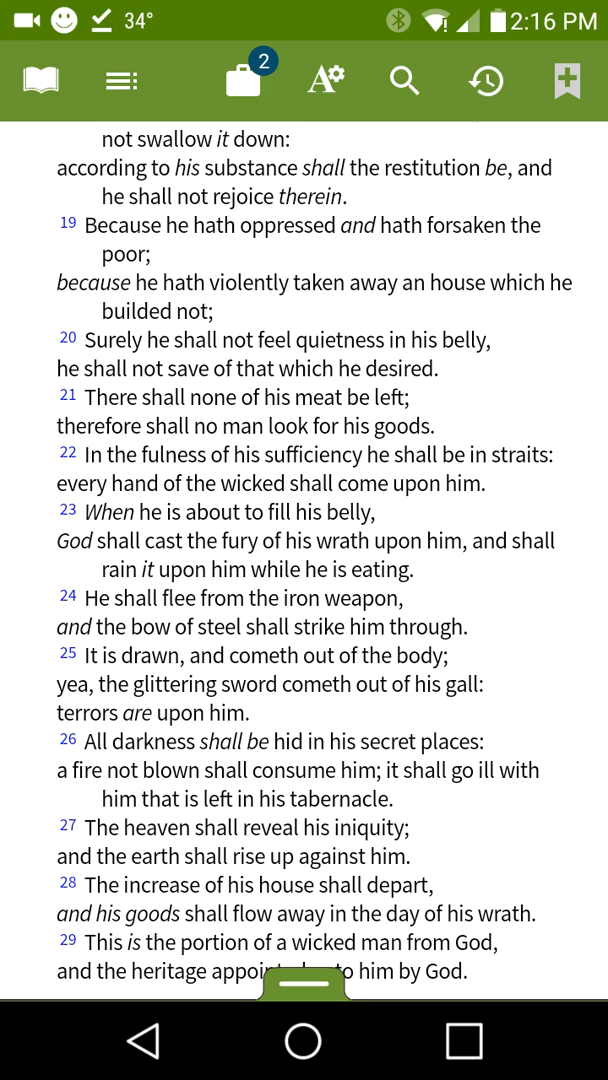 34°
2:16 PM
2
not swallow it down:
according to his substance shall the restitution be, and
he shall not rejoice therein.
19 Because he hath oppressed and hath forsaken the
poor;
because he hath violently taken away an house which he
builded not;
20 Surely he shall not feel quietness in his belly,
he shall not save of that which he desired.
21 There shall none of his meat be left;
therefore shall no man look for his goods.
22 In the fulness of his sufficiency he shall be in straits:
every hand of the wicked shall come upon him.
23 When he is about to fill his belly,
God shall cast the fury of his wrath upon him, and shall
rain it upon him while he is eating.
24 He shall flee from the iron weapon,
and the bow of steel shall strike him through.
25 It is drawn, and cometh out of the body;
yea, the glittering sword cometh out of his gall:
terrors are upon him.
26 All darkness shall be hid in his secret places:
a fire not blown shall consume him; it shall go ill with
him that is left in his tabernacle.
27 The heaven shall reveal his iniquity;
and the earth shall rise up against him.
28 The increase of his house shall depart,
and his goods shall flow away in the day of his wrath.
29 This is the portion of a wicked man from God,
and the heritage to him by God.